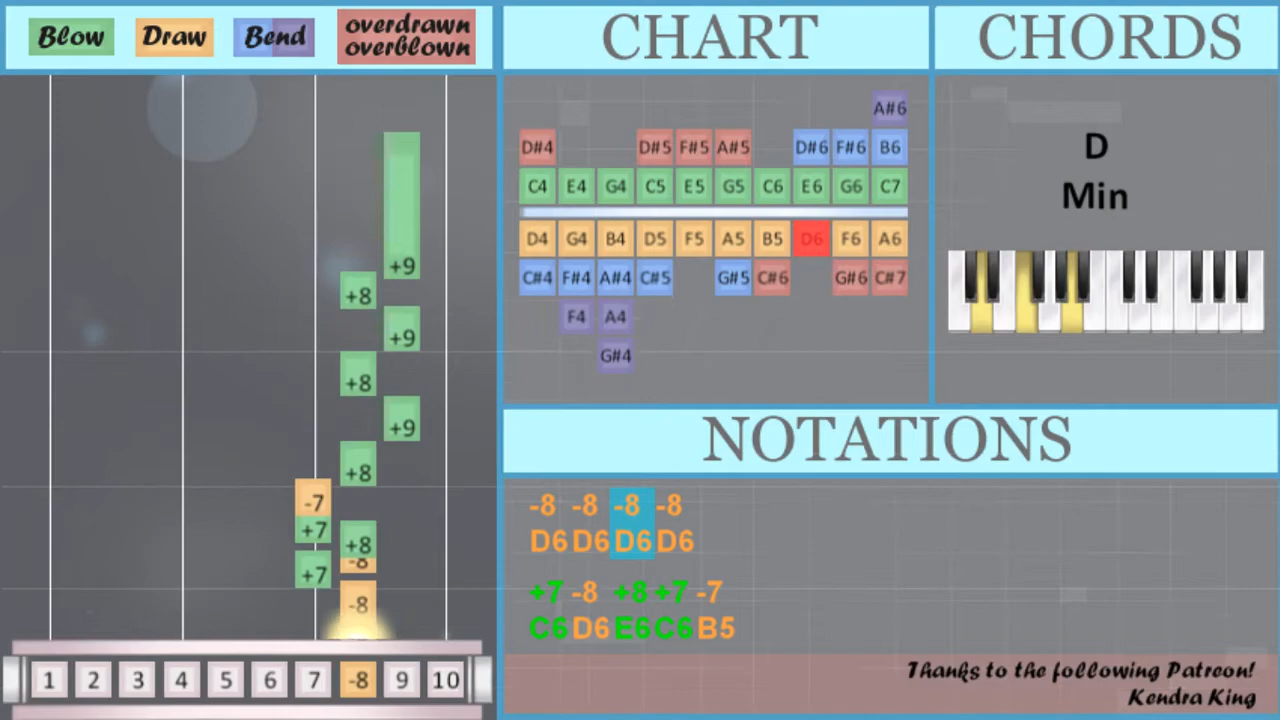 Blow Draw Bend overdrawn
overblown
CHART
CHORDS
+9
+8
+9
+8
+9
+8
-7
+7
+8
-8
+7
-8
1 2 3 4 5 6 7 -8 9 10
A#6
D#4 D#5 F#5 A#5 D#6 F#6 B6
C4 E4 G4 C5 E5 G5 C6 E6 G6 C7
D4 G4 B4 D5 F5 A5 B5 D6 F6 A6
C#4 F#4 A#4 C#5 G#5 C#6 G#6 C#7
F4 A4
G#4
D
Min
NOTATIONS
-8 -8 -8 -8
D6 D6 D6 D6
+7 -8 +8 +7 -7
C6 D6 E6 C6 B5
Thanks to the following Patreon!
Kendra King